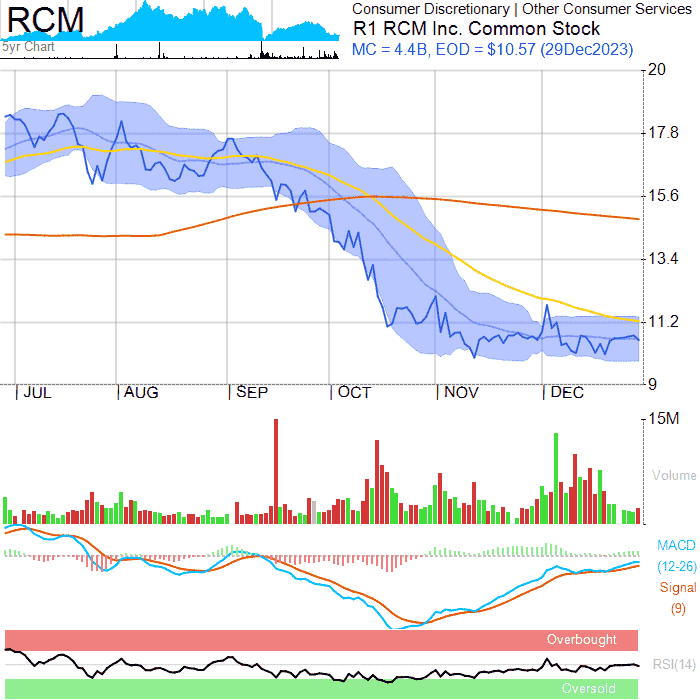 RCM
5yr Chart
Consumer Discretionary | Other Consumer Services
R1 RCM Inc. Common Stock
MC = 4.4B, EOD = $10.57 (29Dec2023)
20
17.8
15.6
13.4
11.2
9
JUL AUG SEP OCT NOV DEC
15M
Volume
MACD
(12-26)
Signal
(9)
Overbought
RSI(14)
Oversold